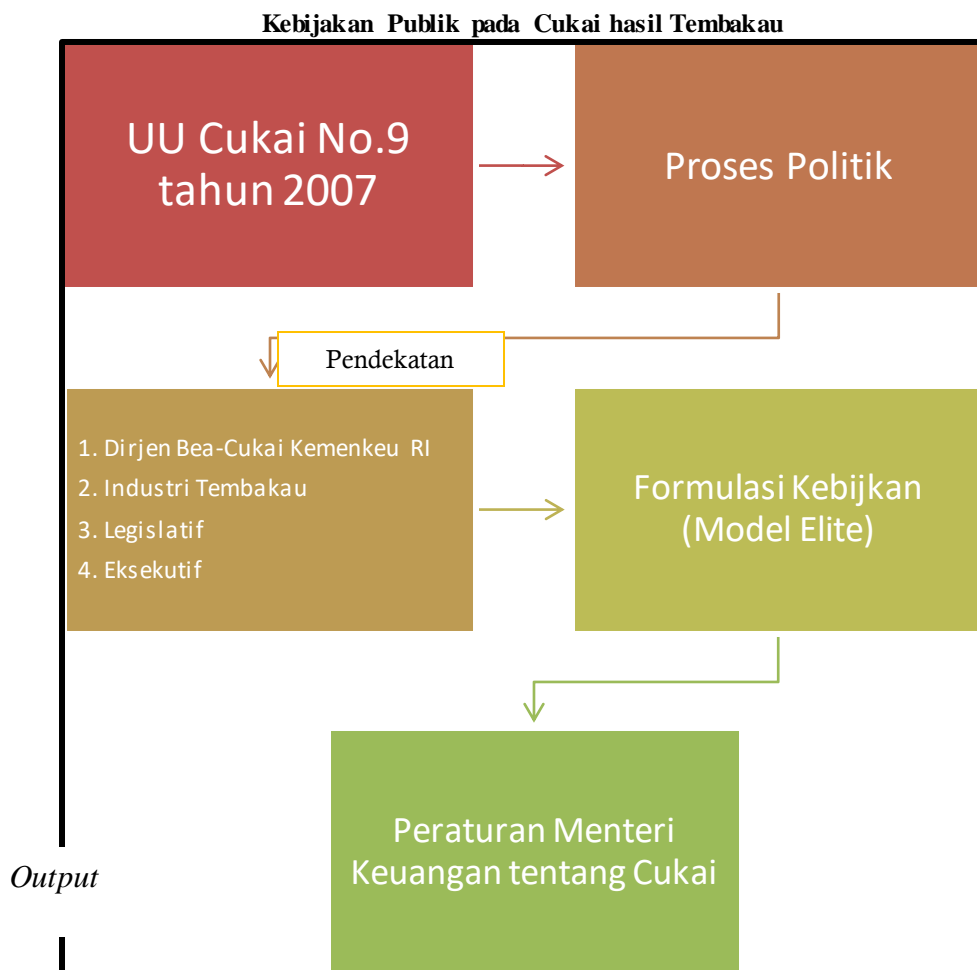 Kebijakan Publik pada Cukai hasil Tembakau
UU Cukai No.9
tahun 2007
Proses Politik
Pendekatan
1. Dirjen Bea-Cukai Kemenkeu RI
2. Industri Tembakau
3. Legislatif
4. Eksekutif
Formulasi Kebijkan
(Model Elite)
Peraturan Menteri
Keuangan tentang Cukai
Output